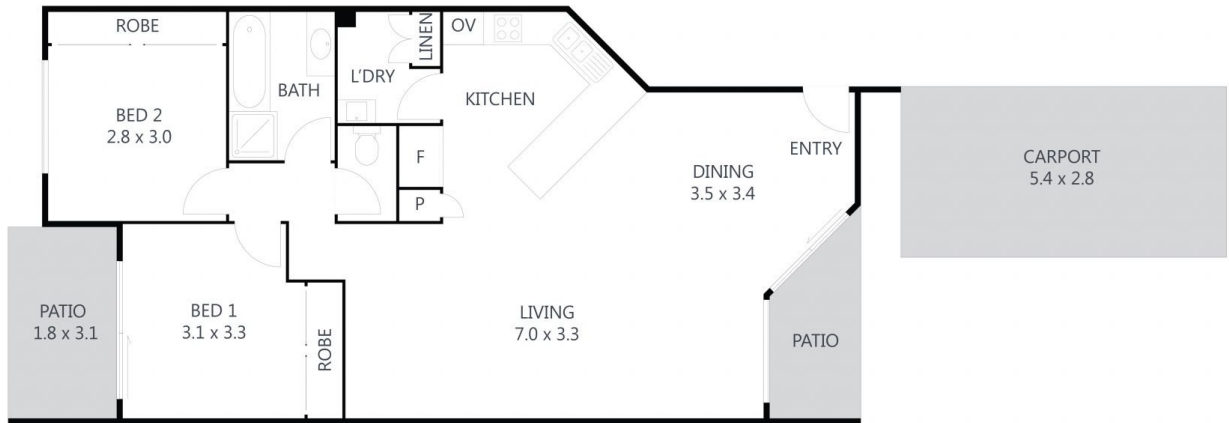 ROBE
BED 2
2.8 x 3.0
BATH
L'DRY
LINEN
OV
KITCHEN
F
P
ENTRY
DINING
3.5 x 3.4
CARPORT
5.4 x 2.8
PATIO
1.8 x 3.1
BED 1
3.1 x 3.3
ROBE
LIVING
7.0 x 3.3
PATIO